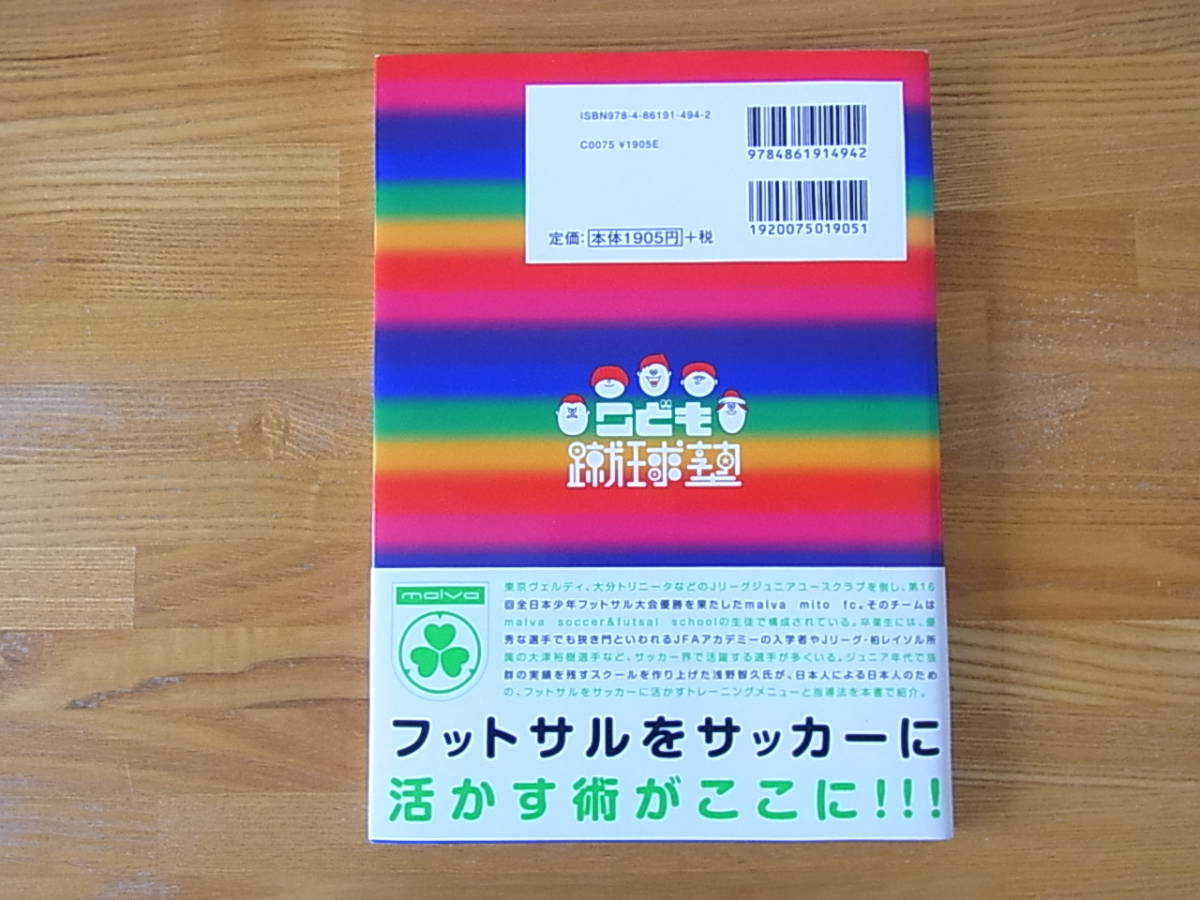 ISBN978-4-86191-494-2
C0075 ¥1905E
9784861914942
1920075019051
定価：本体1905円＋税
こども
蹴球塾
malva
東京ヴェルディ、大分トリニータなどのJリーグジュニアユースクラブを倒し、第16
回全日本少年フットサル大会優勝を果たしたmalva mito fc。そのチームは
malva soccer&futsal schoolの生徒で構成されている。卒業生には、優
秀な選手でも狭き門といわれるJFAアカデミーの入学者やJリーグ・柏レイソル所
属の大津祐樹選手など、サッカー界で活躍する選手が多くいる。ジュニア年代で抜
群の実績を残すスクールを作り上げた浅野智久氏が、日本人による日本人のため
の、フットサルをサッカーに活かすトレーニングメニューと指導法を本書で紹介。
フットサルをサッカーに
活かす術がここに!!!